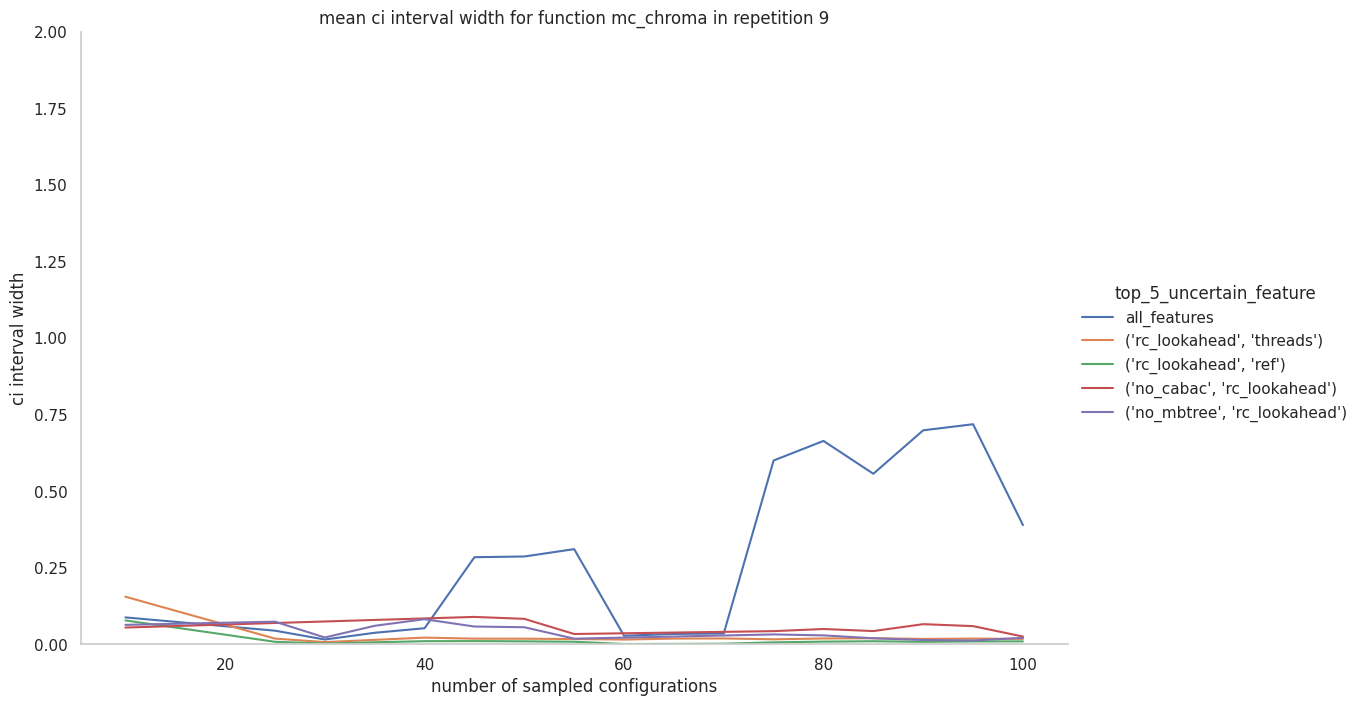 mean ci interval width for function mc_chroma in repetition 9
2.00
1.75
1.50
1.25
1.00
0.75
0.50
0.25
0.00
ci interval width
20
40
60
80
100
number of sampled configurations
top_5_uncertain_feature
all_features
('rc_lookahead', 'threads')
('rc_lookahead', 'ref')
('no_cabac', 'rc_lookahead')
('no_mbtree', 'rc_lookahead')